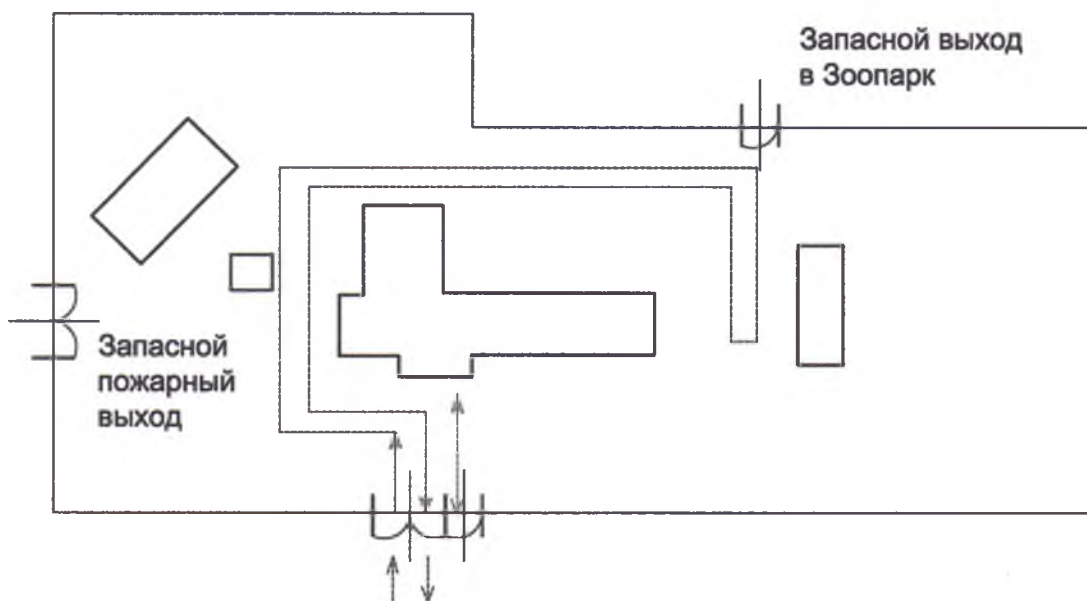 Запасной выход
в Зоопарк
Запасной
пожарный
выход